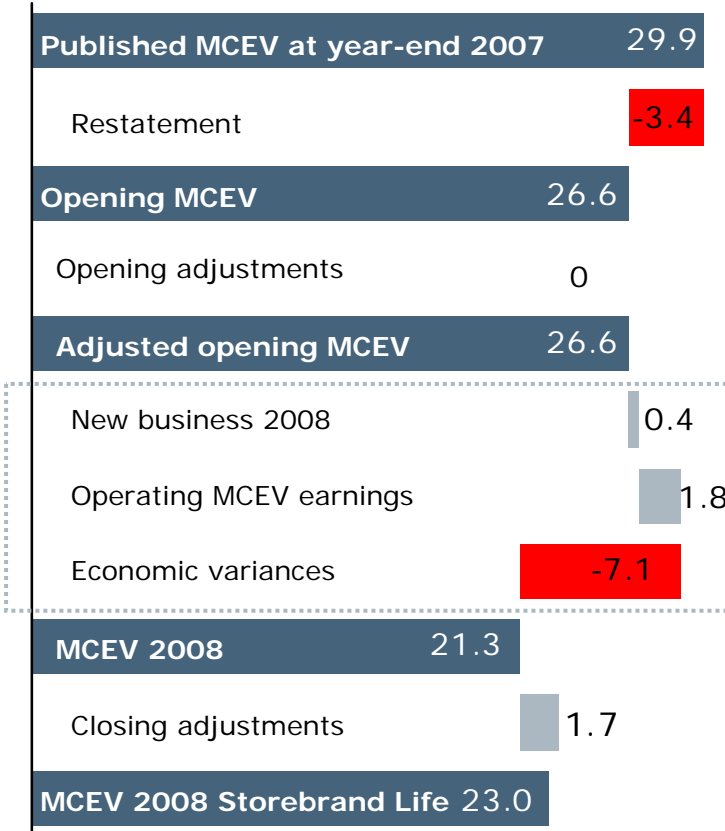 Published MCEV at year-end 2007 29.9
Restatement -3.4
Opening MCEV 26.6
Opening adjustments 0
Adjusted opening MCEV 26.6
New business 2008 0.4
Operating MCEV earnings 1.8
Economic variances -7.1
MCEV 2008 21.3
Closing adjustments 1.7
MCEV 2008 Storebrand Life 23.0